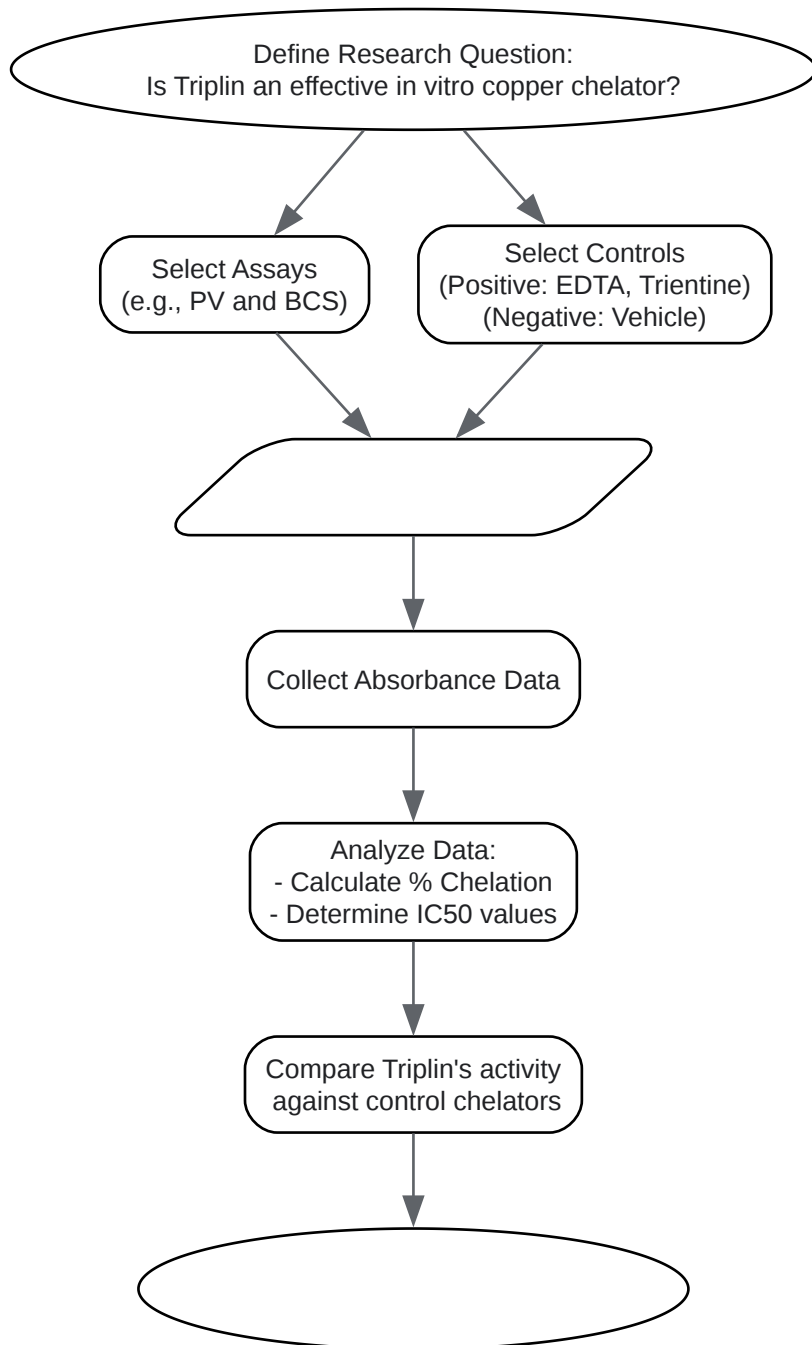 Define Research Question:
Is Triplin an effective in vitro copper chelator?
Select Assays
(e.g., PV and BCS)
Select Controls
(Positive: EDTA, Trientine)
(Negative: Vehicle)
Collect Absorbance Data
Analyze Data:
- Calculate % Chelation
- Determine IC50 values
Compare Triplin's activity
against control chelators